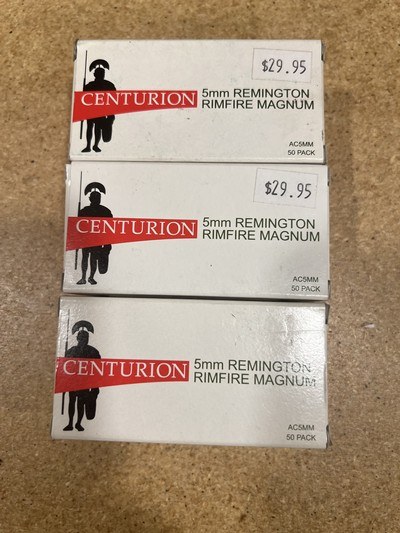 $29.95
CENTURION
5mm REMINGTON
RIMFIRE MAGNUM
AC5MM
50 PACK
$29.95
CENTURION
5mm REMINGTON
RIMFIRE MAGNUM
AC5MM
50 PACK
CENTURION
5mm REMINGTON
RIMFIRE MAGNUM
AC5MM
50 PACK